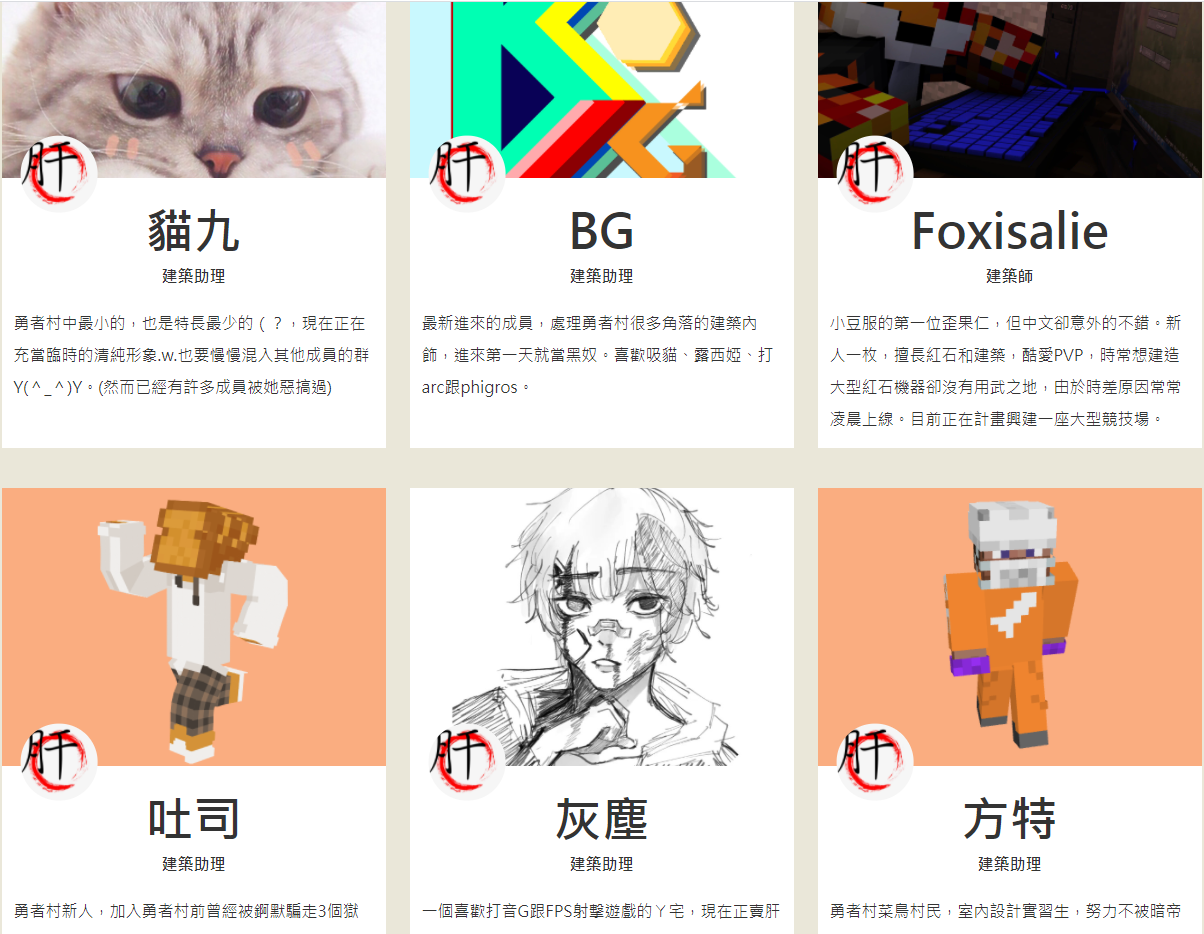 肝
肝
肝
貓九
建築助理
勇者村中最小的，也是特長最少的（？，現在正在
充當臨時的清純形象.w.也要慢慢混入其他成員的群
Y(^_^)Y。(然而已經有許多成員被她惡搞過)
BG
建築助理
最新進來的成員，處理勇者村很多角落的建築內
飾，進來第一天就當黑奴。喜歡吸貓、露西婭、打
arc跟phigros。
Foxisalie
建築師
小豆服的第一位歪果仁，但中文卻意外的不錯。新
人一枚，擅長紅石和建築，酷愛PVP，時常想建造
大型紅石機器卻沒有用武之地，由於時差原因常常
凌晨上線。目前正在計畫興建一座大型競技場。
肝
肝
肝
吐司
建築助理
勇者村新人，加入勇者村前曾經被鋼默騙走3個獄
灰塵
建築助理
一個喜歡打音G跟FPS射擊遊戲的ㄚ宅，現在正賣肝
方特
建築助理
勇者村菜鳥村民，室內設計實習生，努力不被暗帝